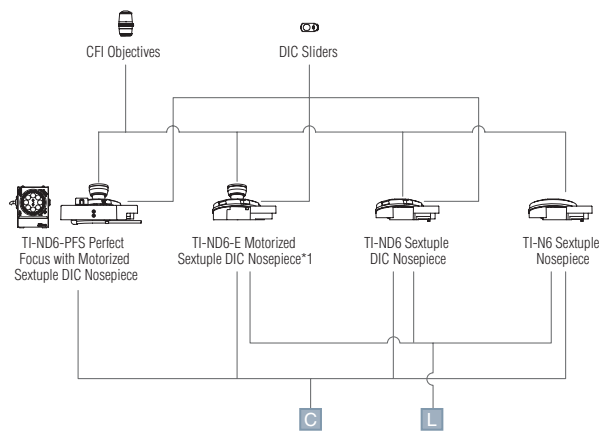 CFI Objectives
DIC Sliders
TI-ND6-PFS Perfect
Focus with Motorized
Sextuple DIC Nosepiece
TI-ND6-E Motorized
Sextuple DIC Nosepiece*1
TI-ND6 Sextuple
DIC Nosepiece
TI-N6 Sextuple
Nosepiece
C
L